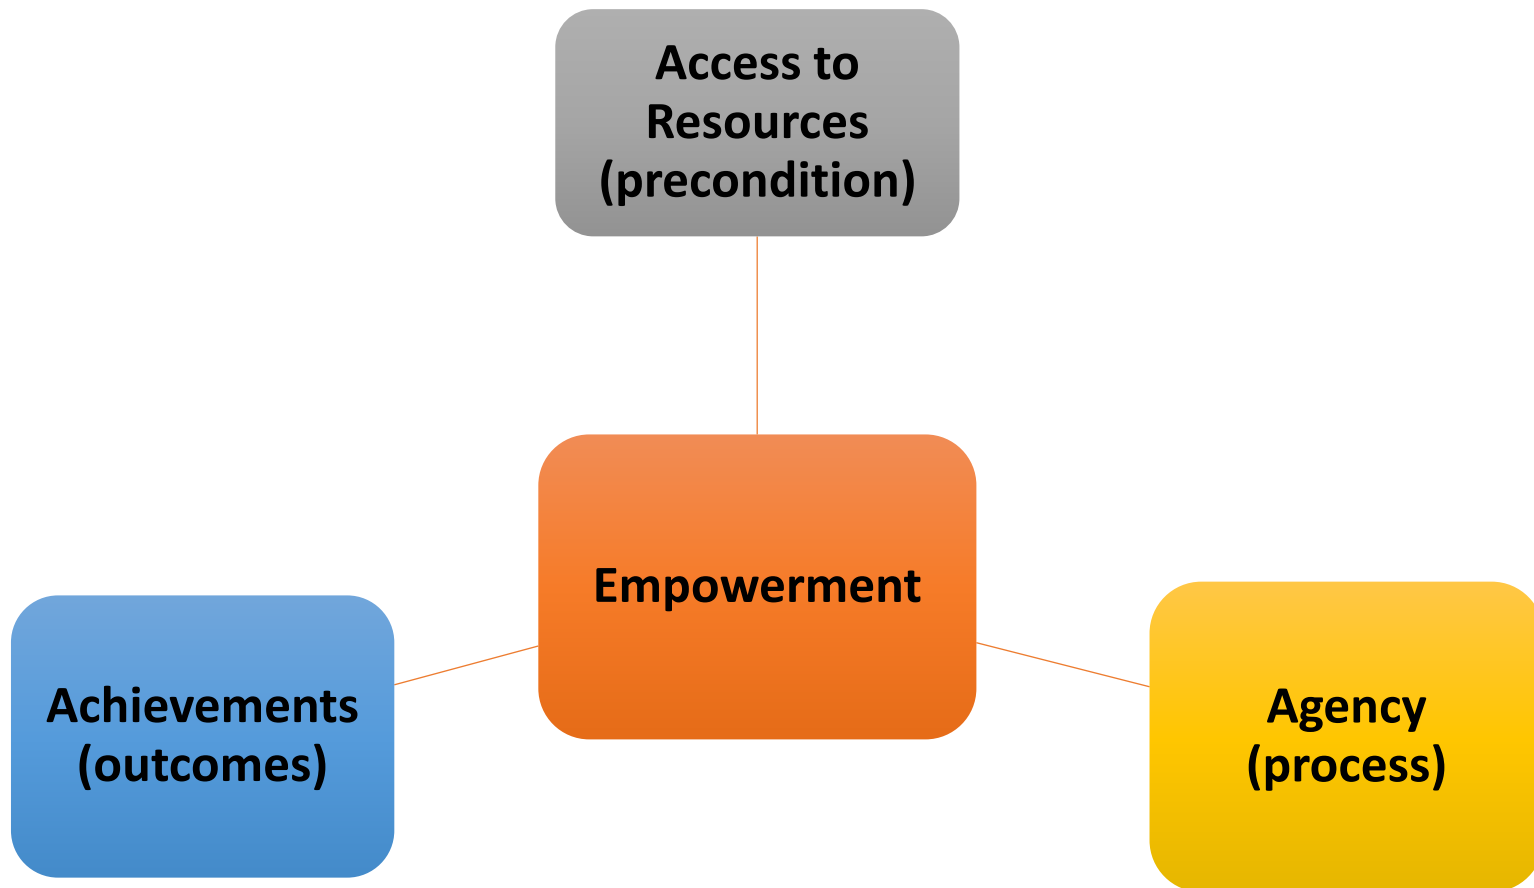 Access to
Resources
(precondition)
Empowerment
Achievements
(outcomes)
Agency
(process)